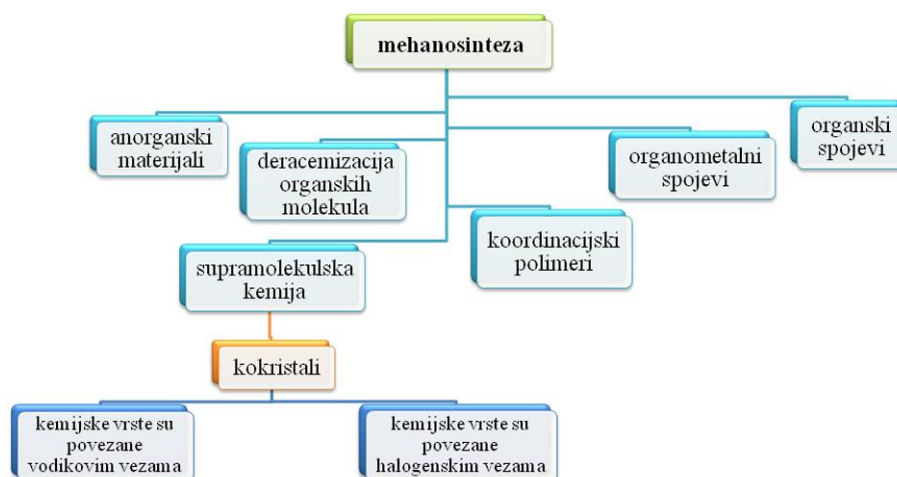 mehanosinteza
anorganski
materijali
deracemizacija
organskih
molekula
organometalni
spojevi
organski
spojevi
supramolekulska
kemija
koordinacijski
polimeri
kokristali
kemijske vrste su
povezane
vodikovim vezama
kemijske vrste su
povezane
halogenskim vezama